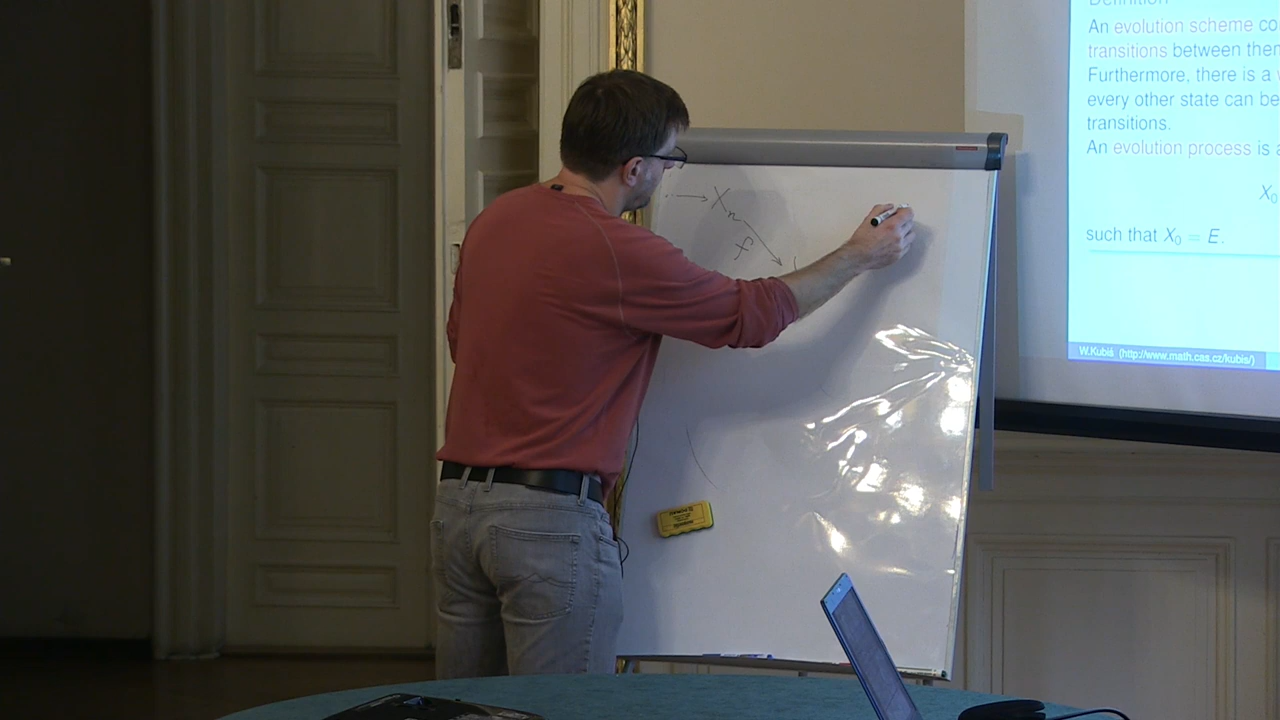 → Xn
f
Definition
An evolution scheme co
transitions between them
Furthermore, there is a
every other state can be
transitions.
An evolution process is a
X0
such that X0 = E.
W.Kubiś (http://www.math.cas.cz/kubis/)